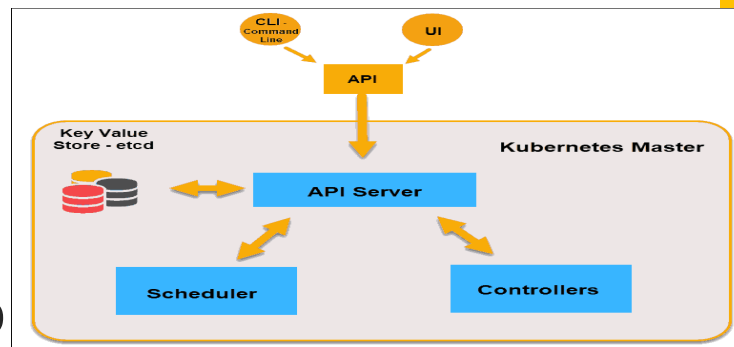 CLI -
Command
Line
UI
API
Key Value
Store - etcd
Kubernetes Master
API Server
Scheduler
Controllers
)